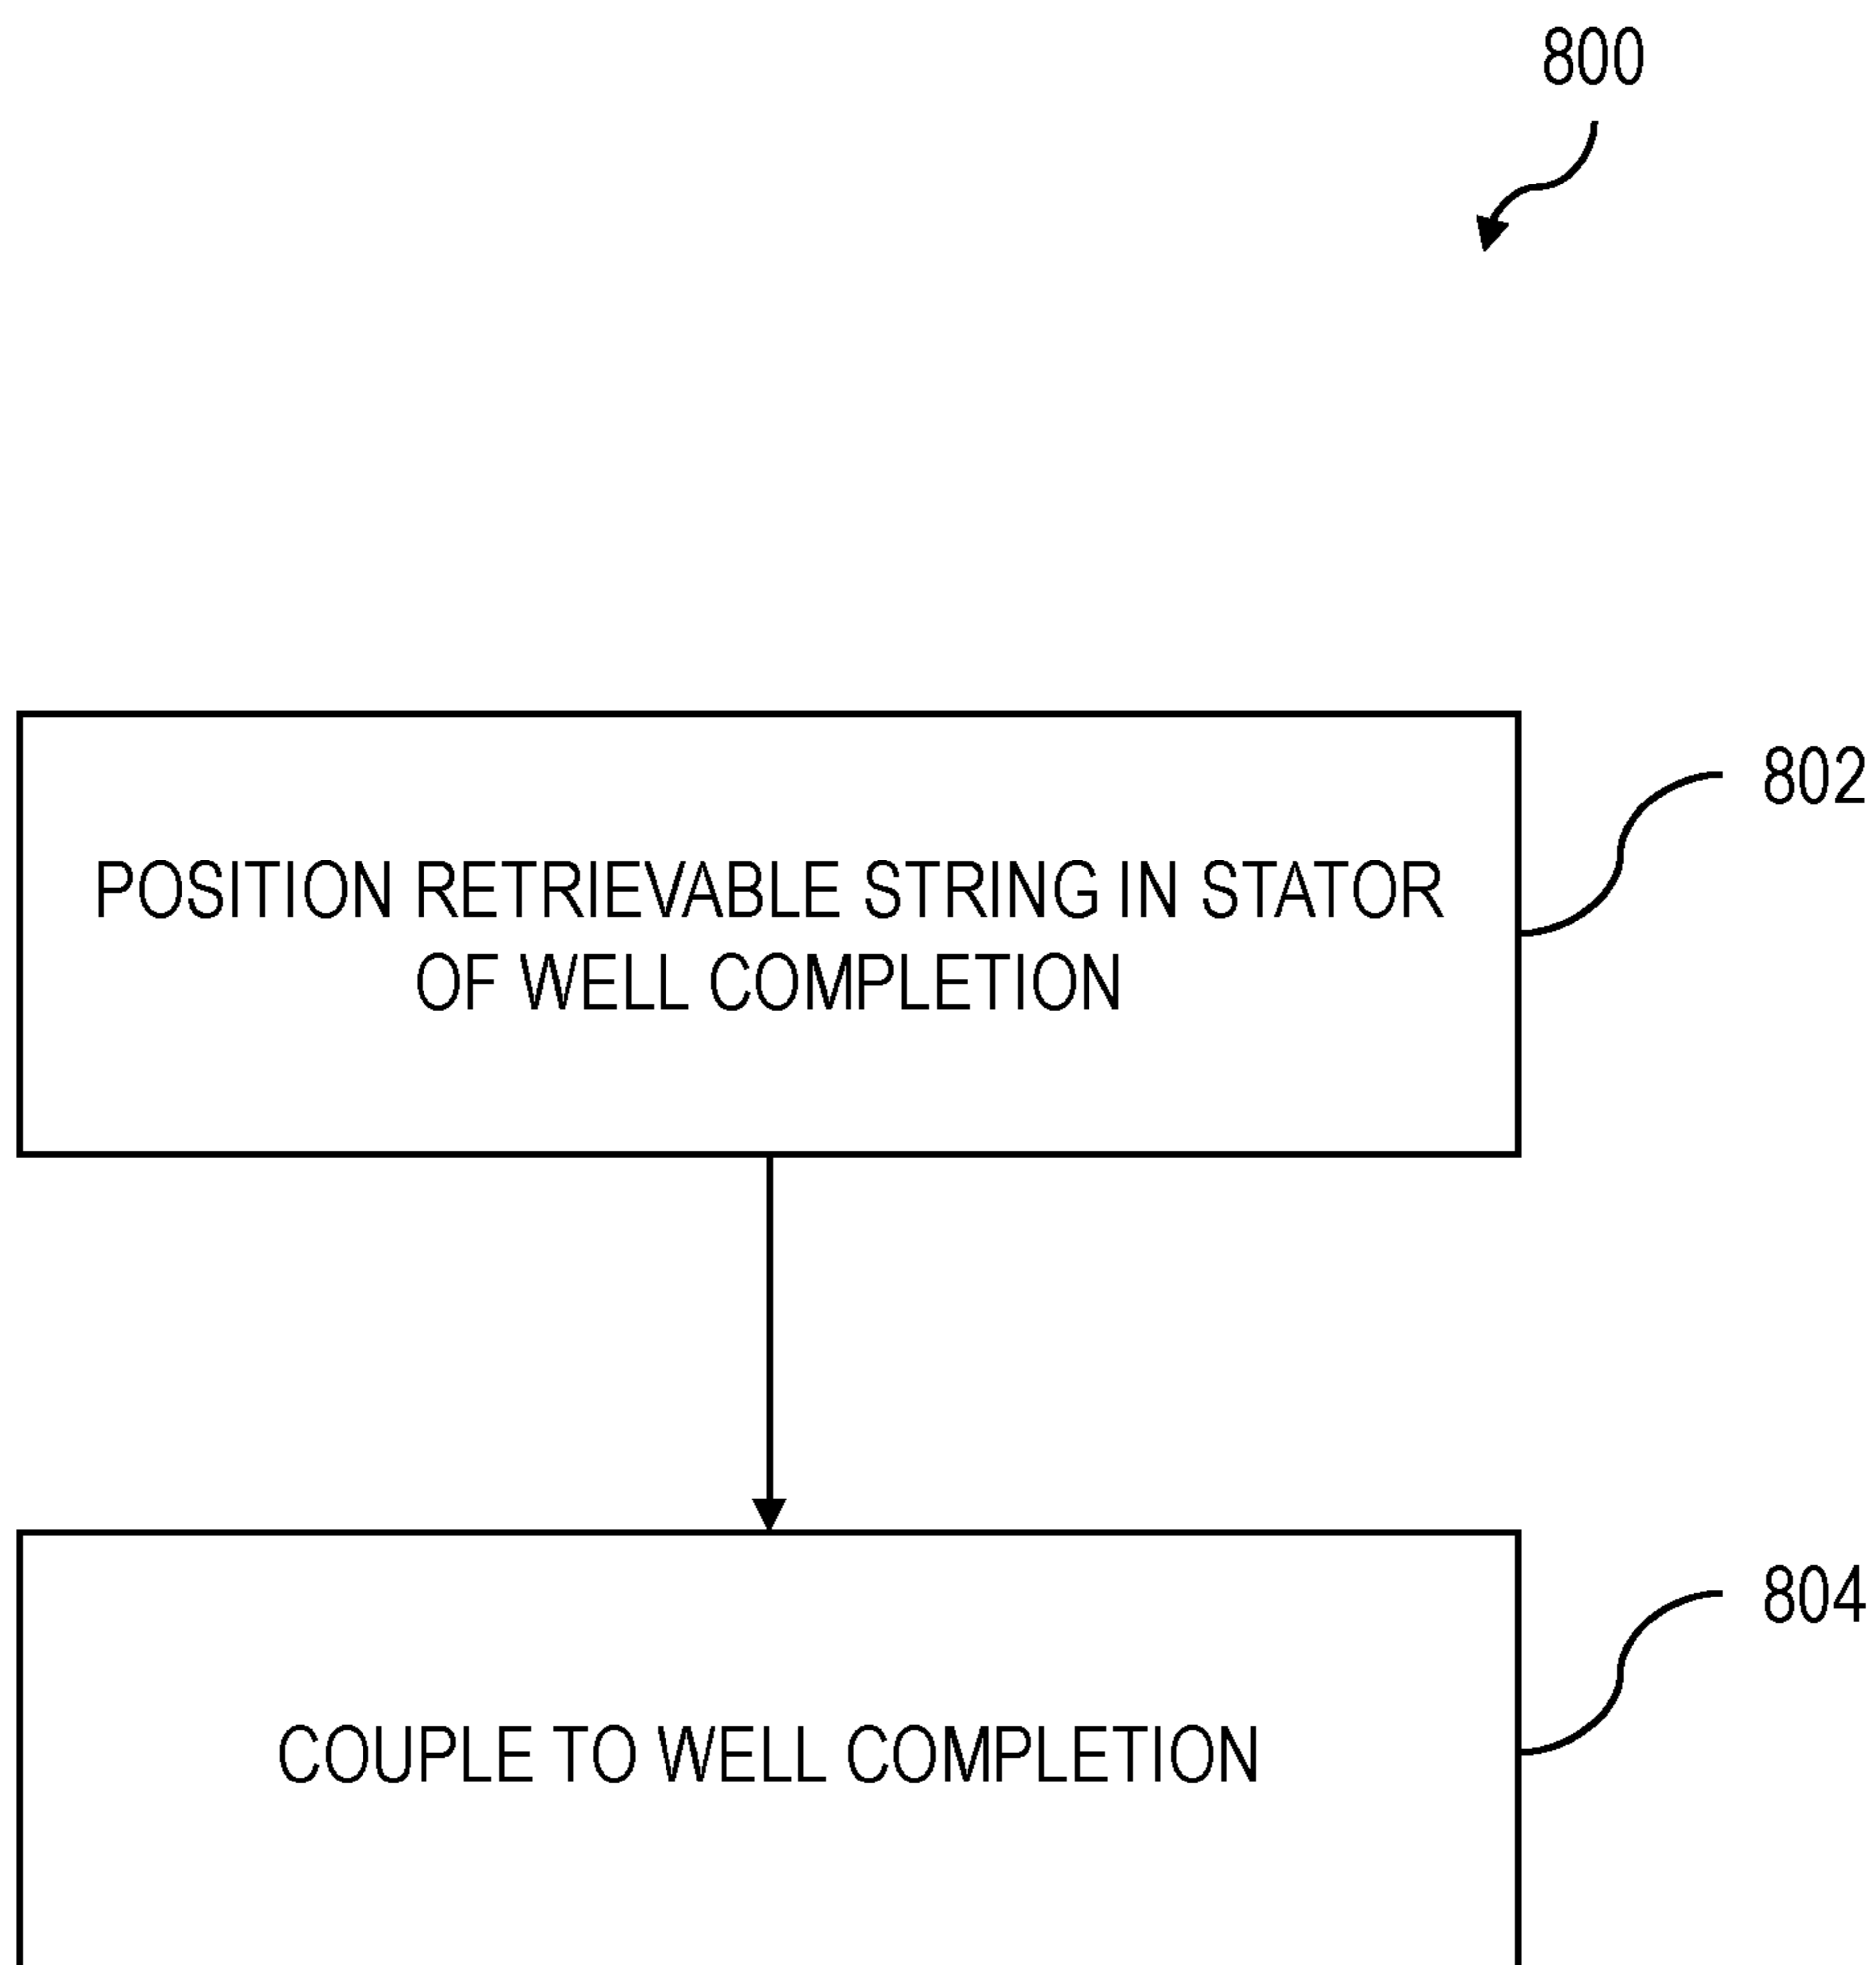 800
802
POSITION RETRIEVABLE STRING IN STATOR
OF WELL COMPLETION
804
COUPLE TO WELL COMPLETION